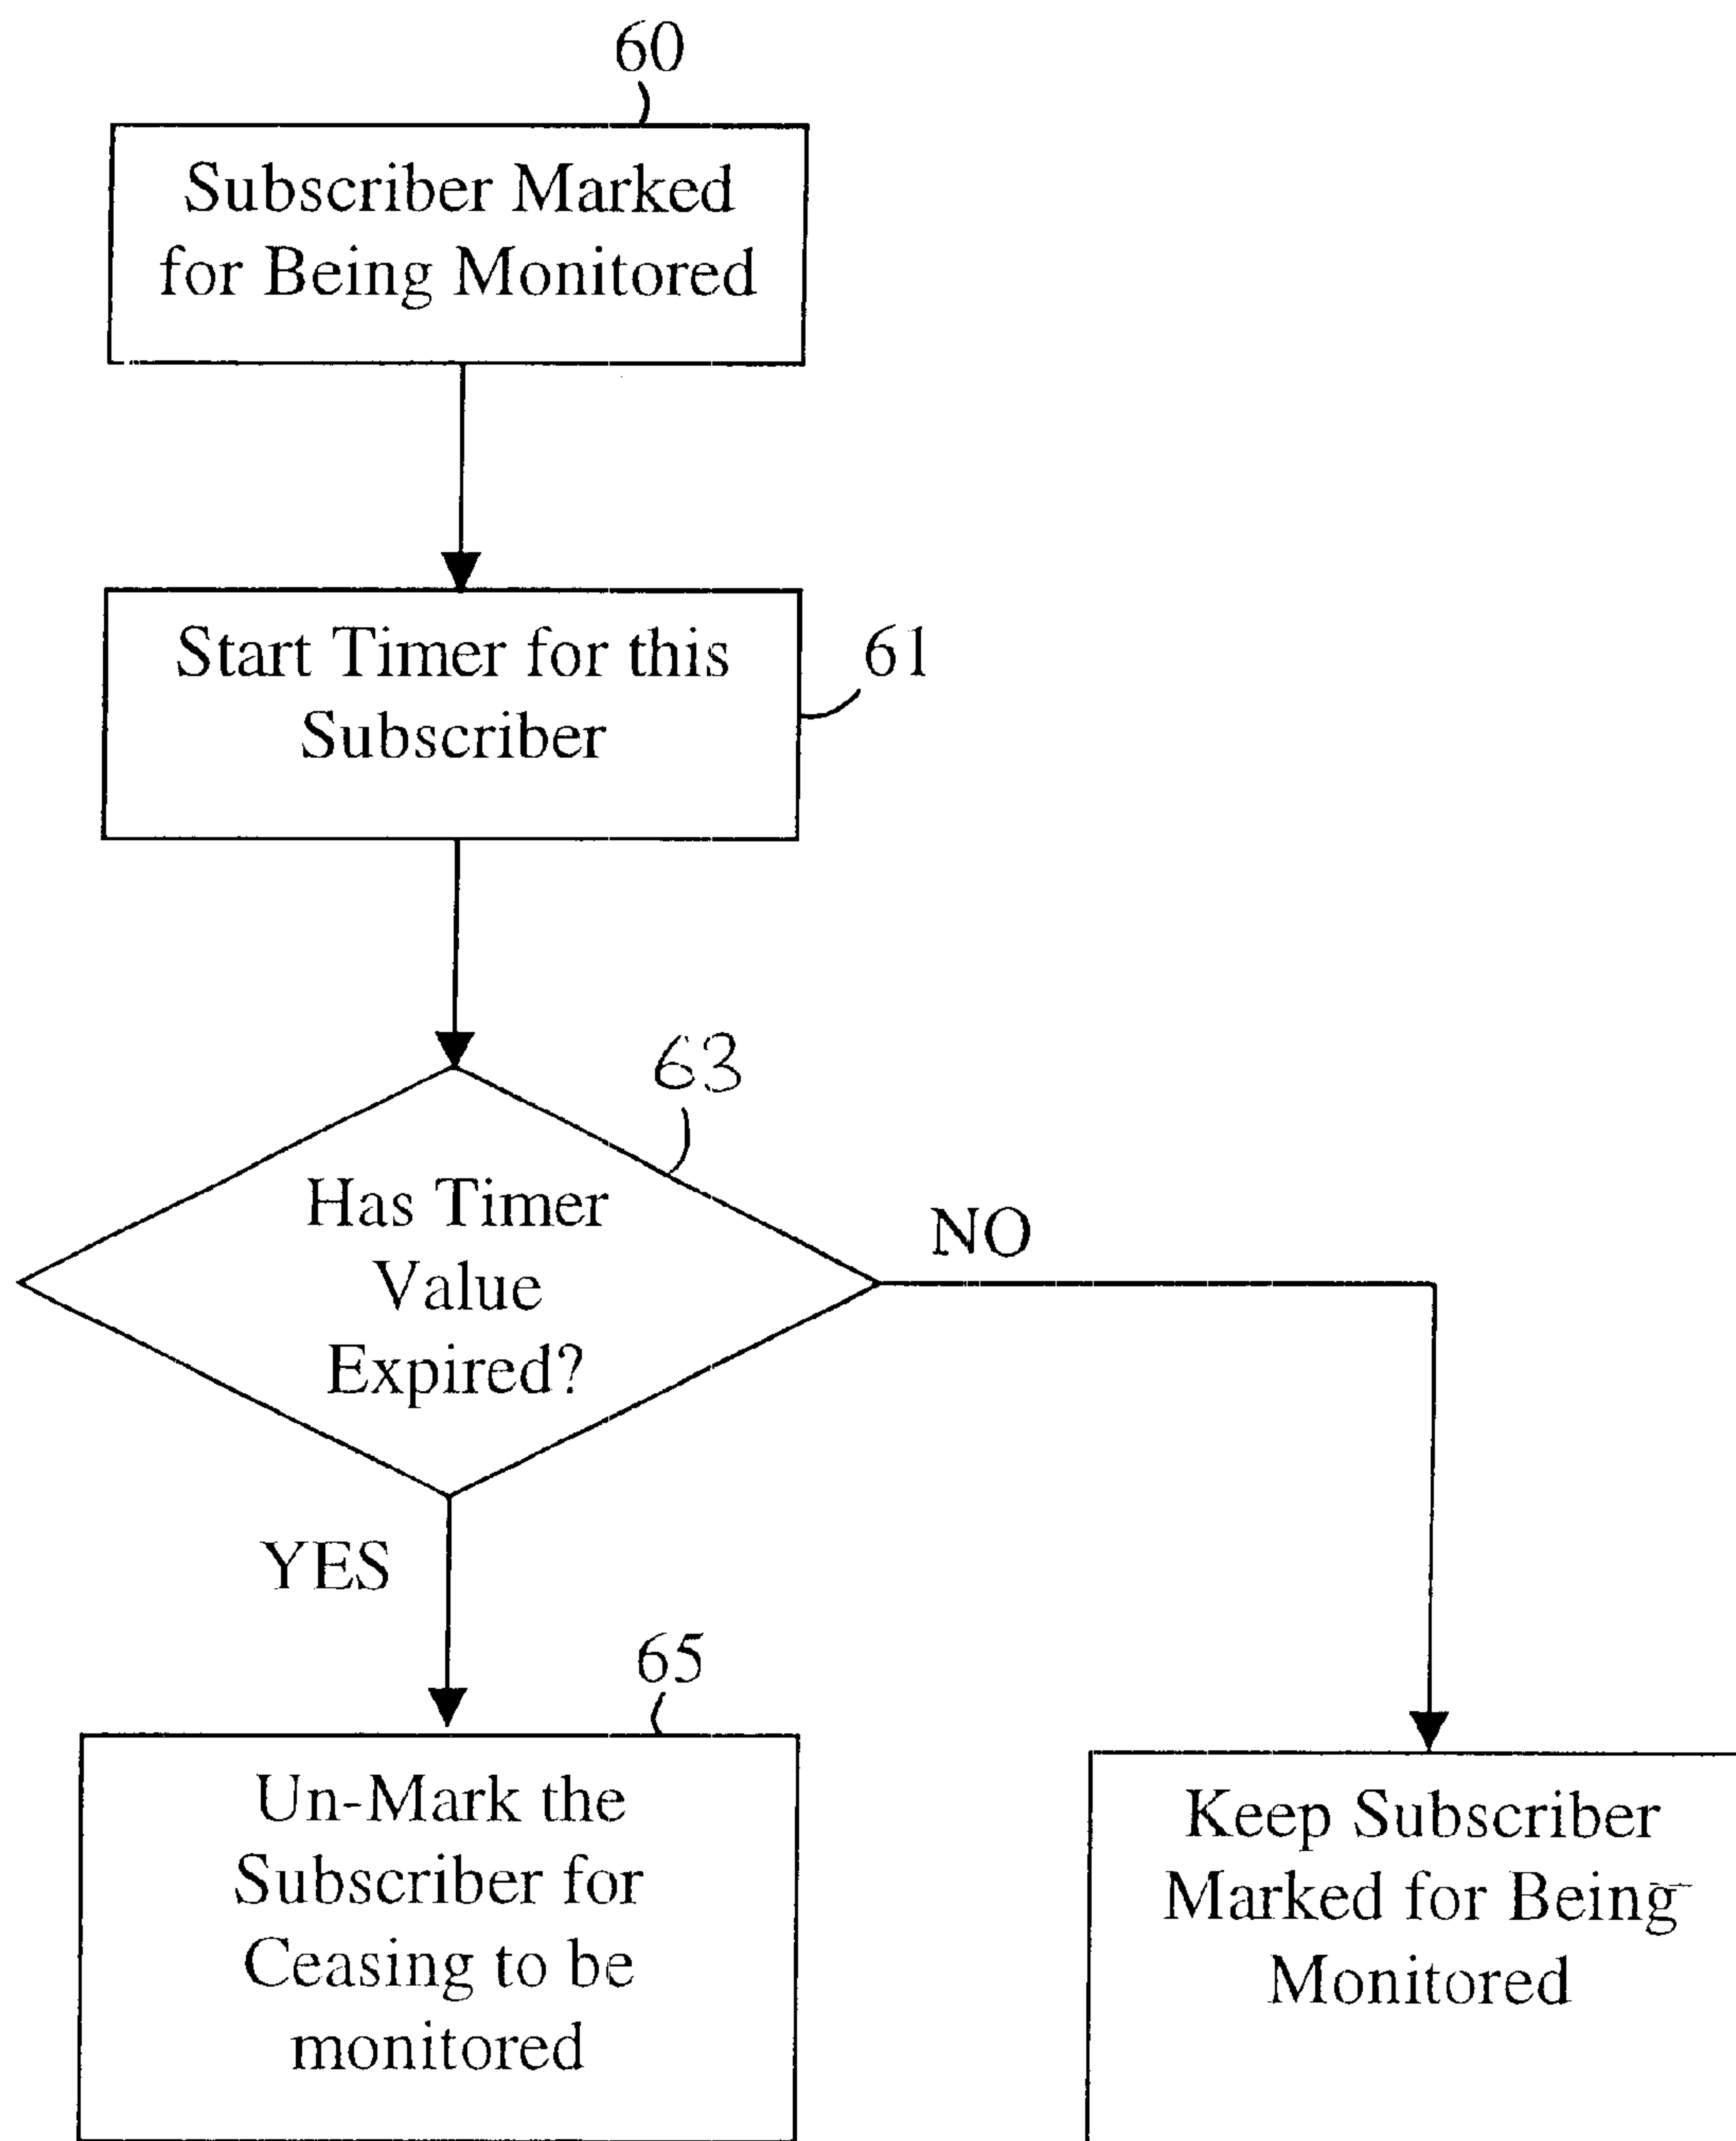 60
Subscriber Marked
for Being Monitored
Start Timer for this
Subscriber
61
63
Has Timer
Value
Expired?
NO
YES
65
Un-Mark the
Subscriber for
Ceasing to be
monitored
Keep Subscriber
Marked for Being
Monitored